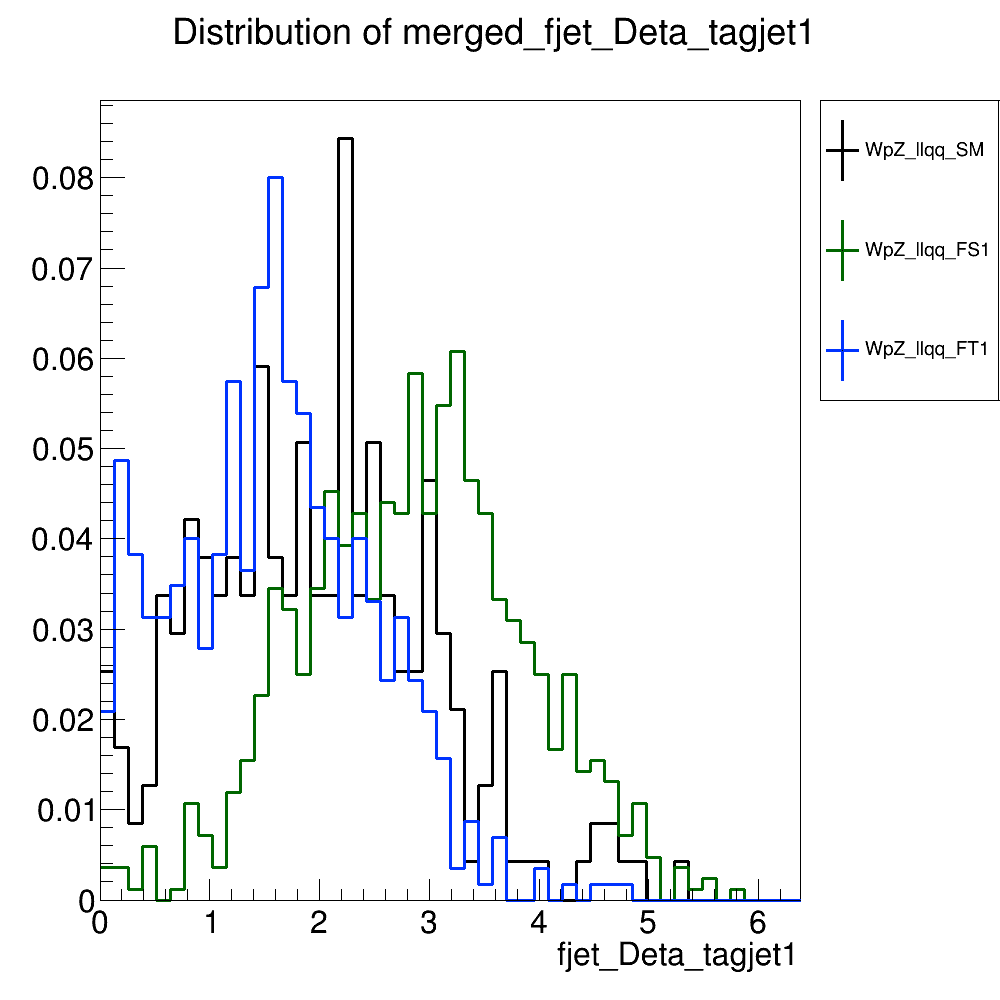 Distribution of merged_fjet_Deta_tagjet1
WpZ_llqq_SM
WpZ_llqq_FS1
WpZ_llqq_FT1
0.08
0.07
0.06
0.05
0.04
0.03
0.02
0.01
0
0 1 2 3 4 5 6
fjet_Deta_tagjet1